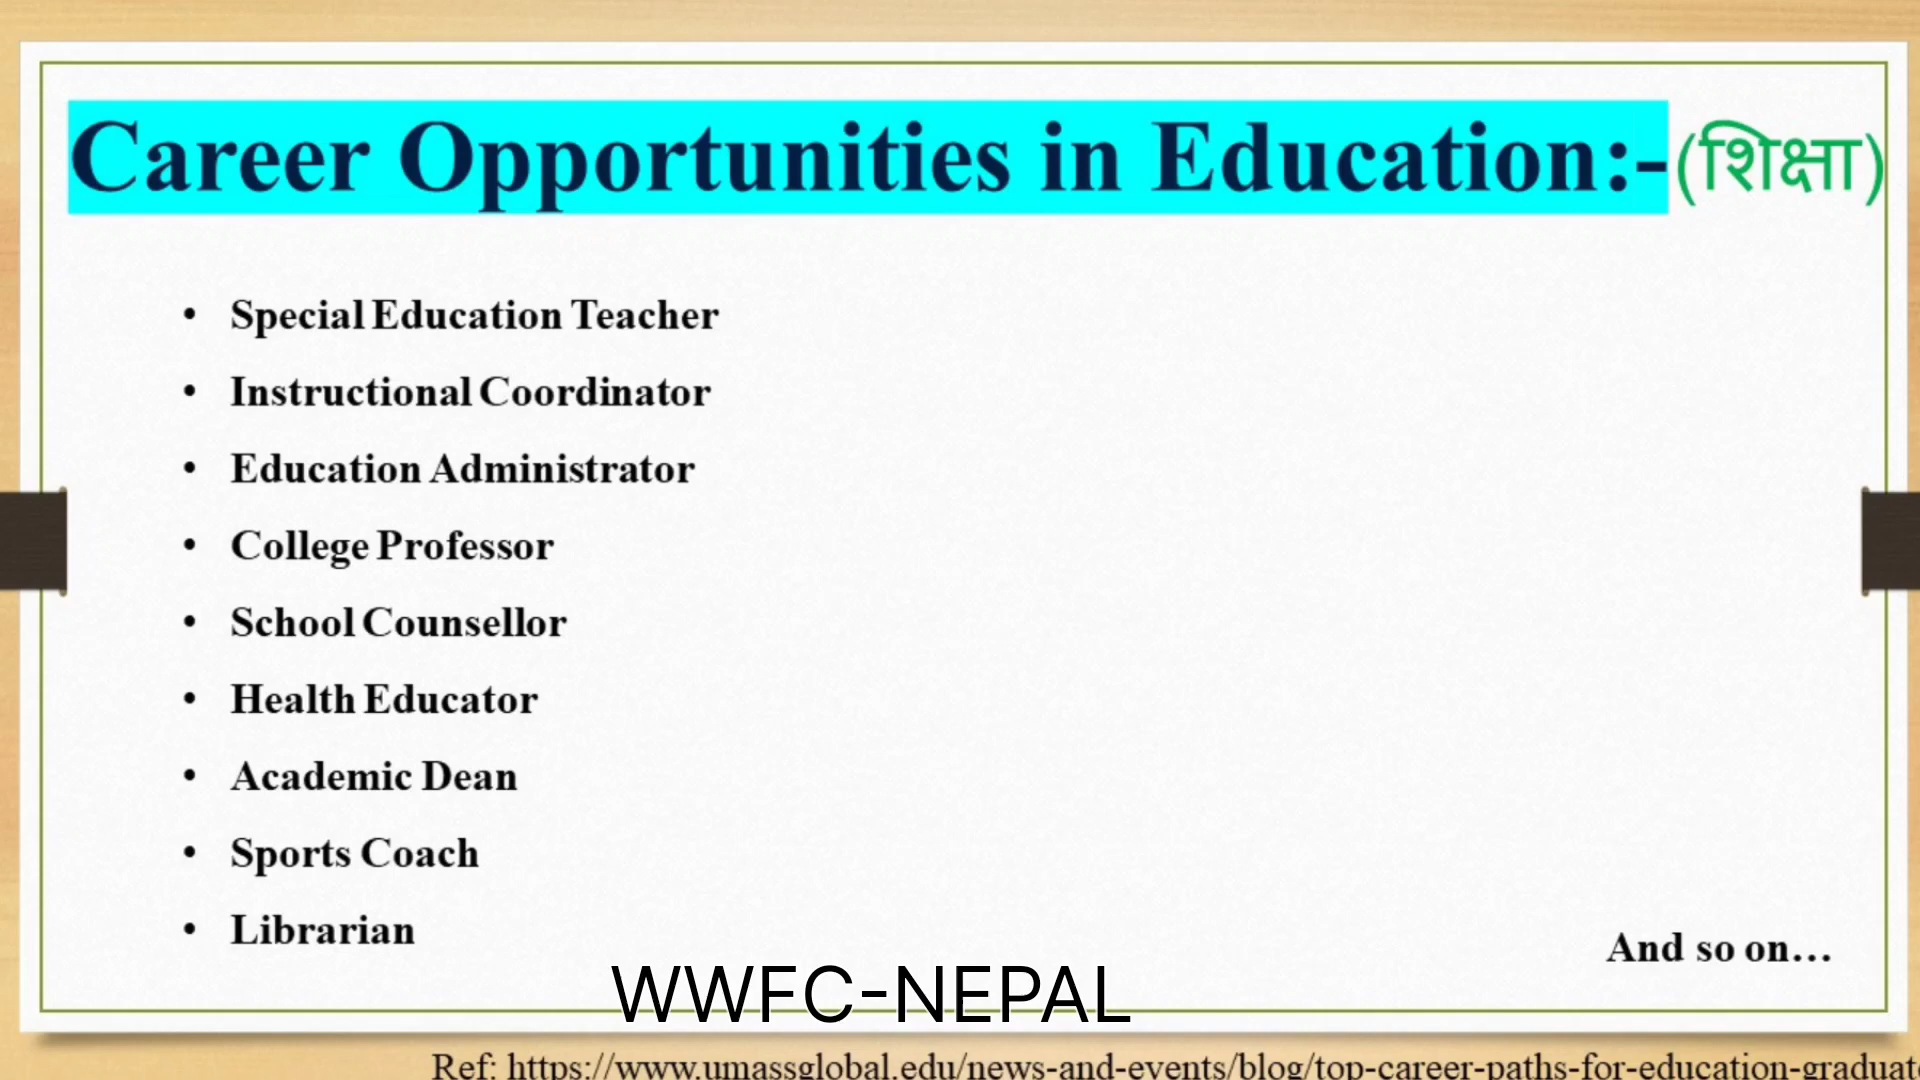 Career Opportunities in Education:-(शिक्षा)
• Special Education Teacher
• Instructional Coordinator
• Education Administrator
• College Professor
• School Counsellor
• Health Educator
• Academic Dean
• Sports Coach
• Librarian
And so on...
WWFC-NEPAL
Ref: https://www.umassglobal.edu/news-and-events/blog/top-career-paths-for-education-graduat